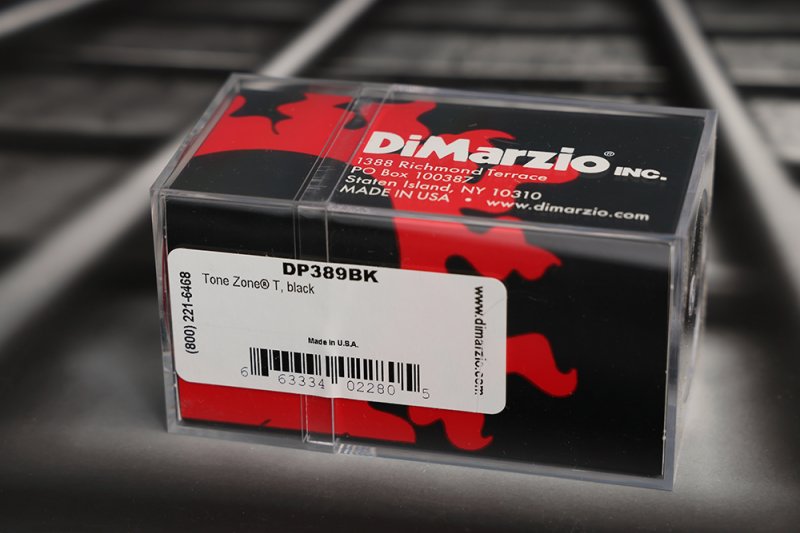 DiMarzio® INC.
1388 Richmond Terrace
PO Box 100387
Staten Island, NY 10310
MADE IN USA • www.dimarzio.com
DP389BK
Tone Zone® T, black
(800) 221-6468
www.dimarzio.com
Made in U.S.A.
6 63334 02280 5